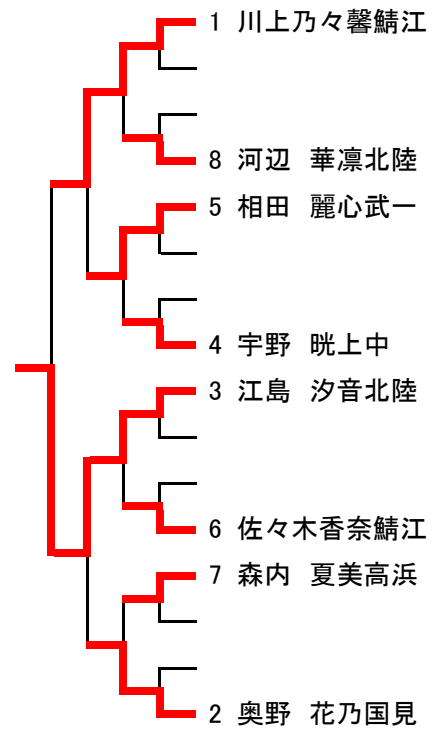 1 川上乃々馨鯖江
8 河辺　華凛北陸
5 相田　麗心武一
4 宇野　晄上中
3 江島　汐音北陸
6 佐々木香奈鯖江
7 森内　夏美高浜
2 奥野　花乃国見